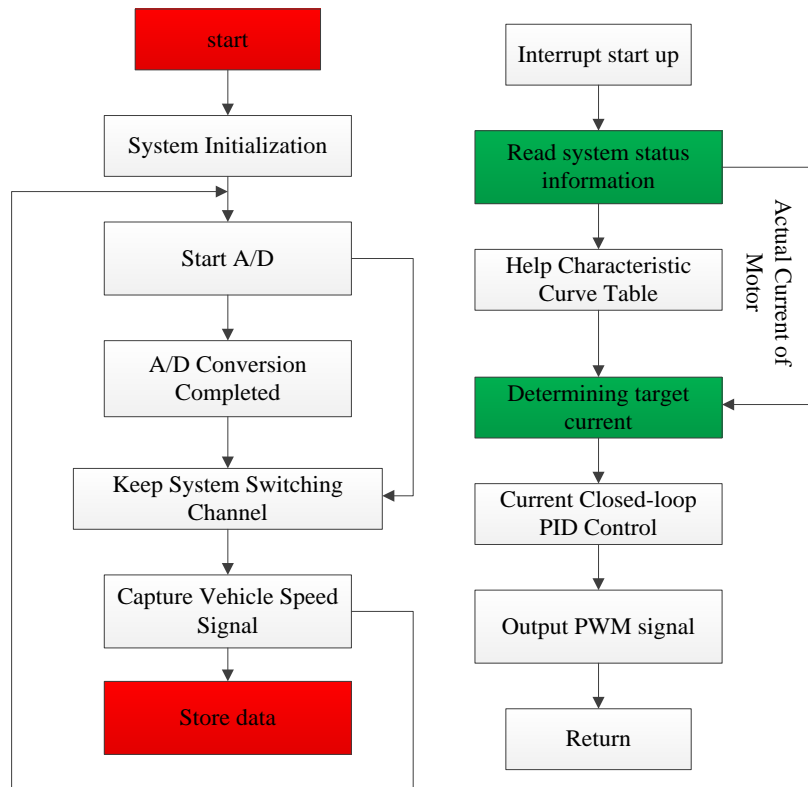 start
System Initialization
Start A/D
A/D Conversion
Completed
Keep System Switching
Channel
Capture Vehicle Speed
Signal
Store data
Interrupt start up
Read system status
information
Help Characteristic
Curve Table
Determining target
current
Current Closed-loop
PID Control
Output PWM signal
Return
Actual Current of
Motor